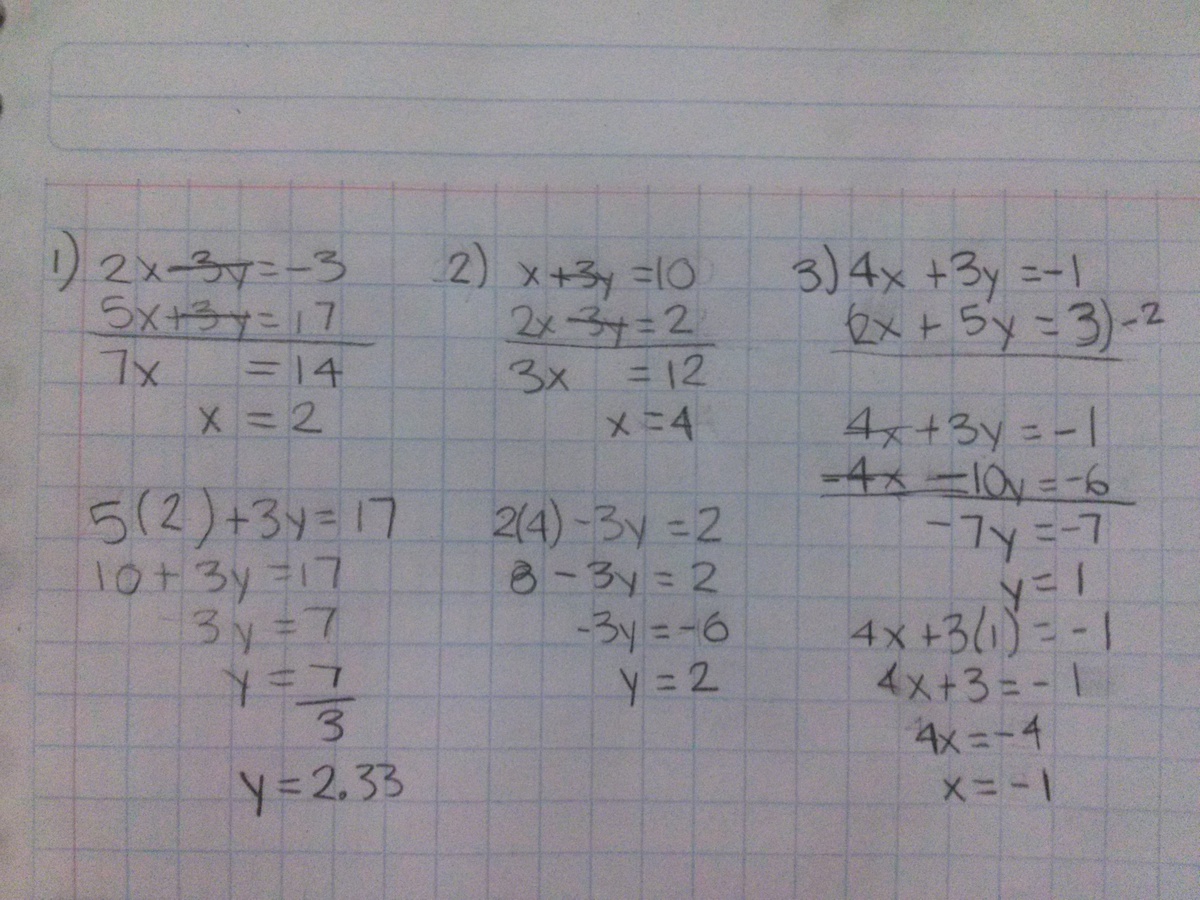 1) 2x-3y=-3
5x+3y=17
7x =14
x =2
5(2)+3y=17
10+3y=17
3y=7
y=7/3
y=2.33
2) x+3y=10
2x-3y=2
3x =12
x=4
2(4)-3y=2
8-3y=2
-3y=-6
y=2
3) 4x+3y=-1
(2x+5y=3)-2
4x+3y=-1
-4x-10y=-6
-7y=-7
y=1
4x+3(1)=-1
4x+3=-1
4x=-4
x=-1